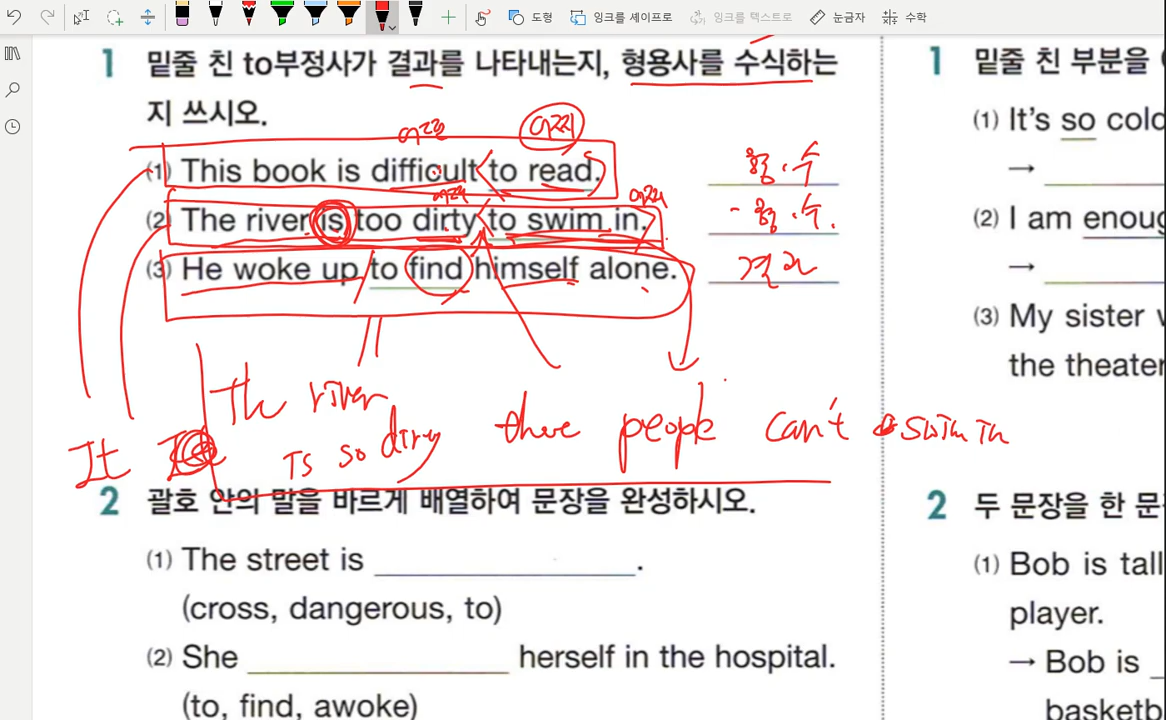 도형 잉크를 셰이프로 잉크를 텍스트로 눈금자 수학
1 밑줄 친 to부정사가 결과를 나타내는지, 형용사를 수식하는
지 쓰시오.
(1) This book is difficult to read. 형.수
(2) The river is too dirty to swim in. 형.수.
(3) He woke up to find himself alone. 결과
The river
It is so dirty people can't swim in
2 괄호 안의 말을 바르게 배열하여 문장을 완성하시오.
(1) The street is .
(cross, dangerous, to)
(2) She herself in the hospital.
(to, find, awoke)
1 밑줄 친 부분을
(1) It's so cold
→
(2) I am enoug
→
(3) My sister
the theater
2 두 문장을 한 문
(1) Bob is tall
player.
→ Bob is
basketb